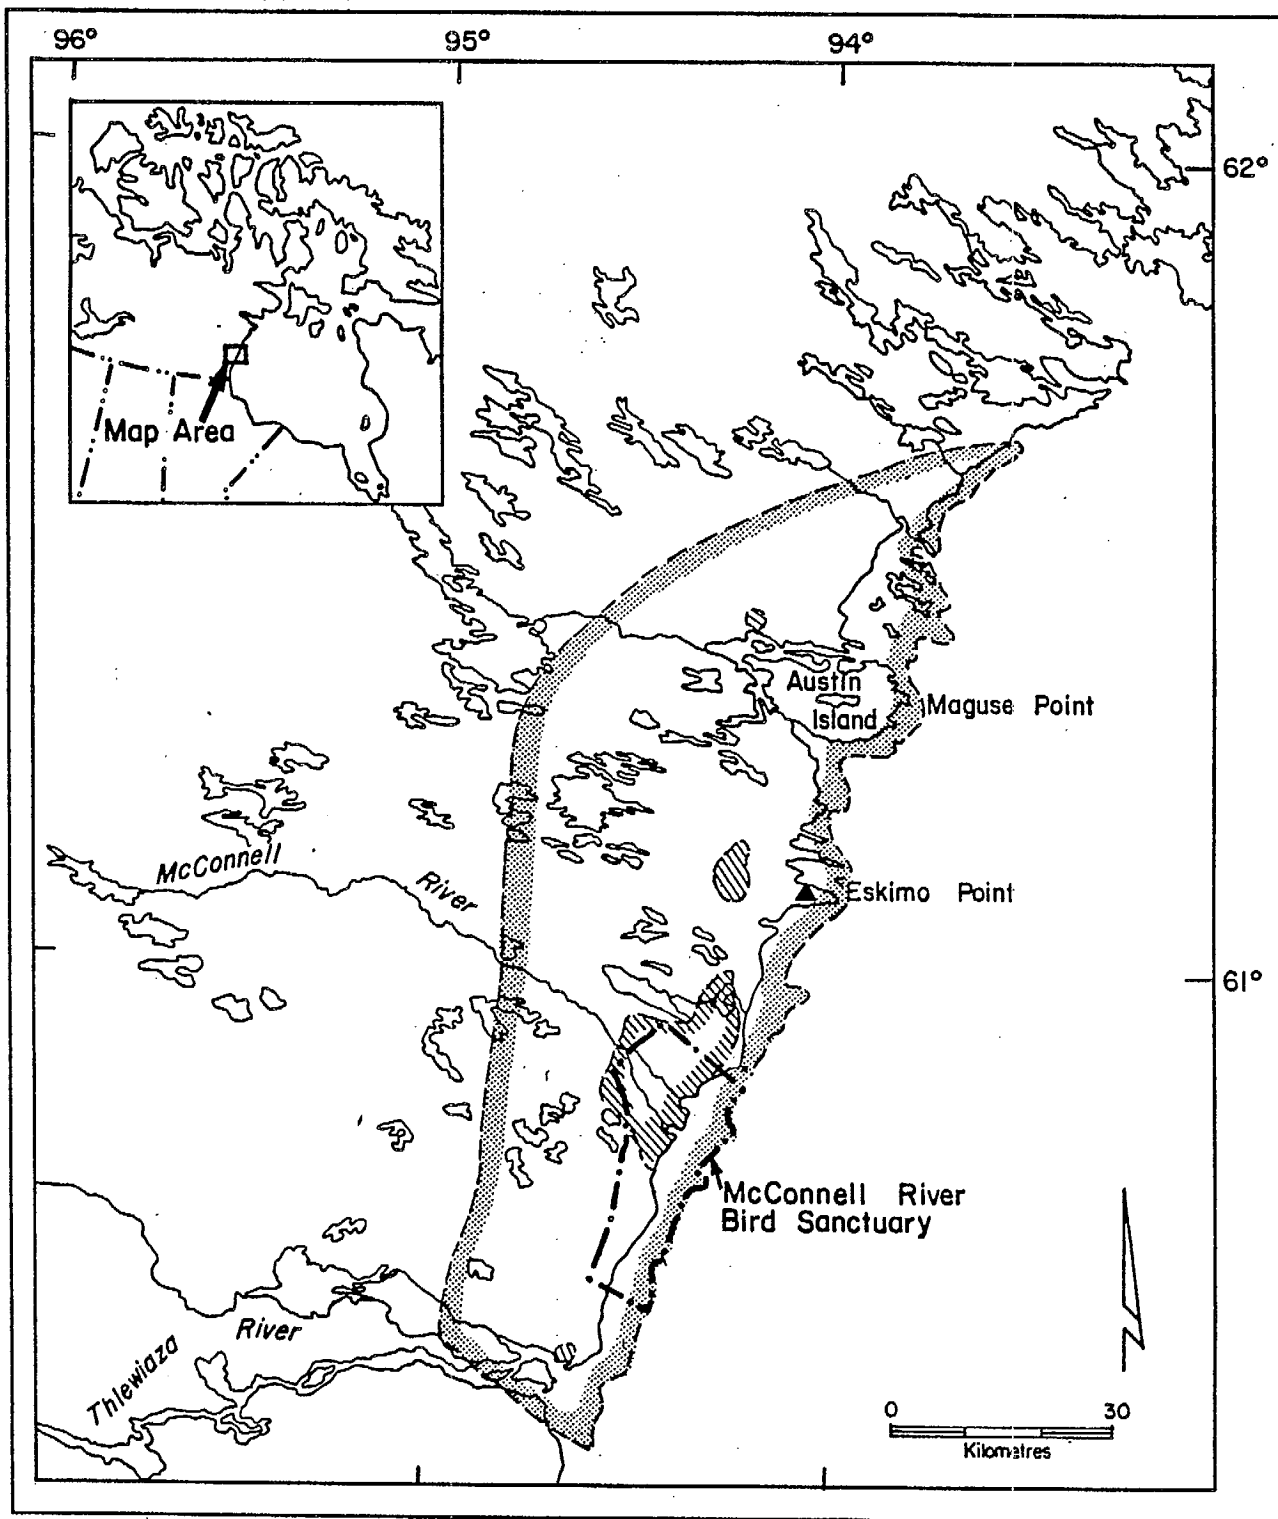 96°
95°
94°
62°
Map Area
Austin
Island
Maguse Point
McConnell
River
Eskimo Point
61°
McConnell River
Bird Sanctuary
River
Thlewiaza
0 30
Kilometres